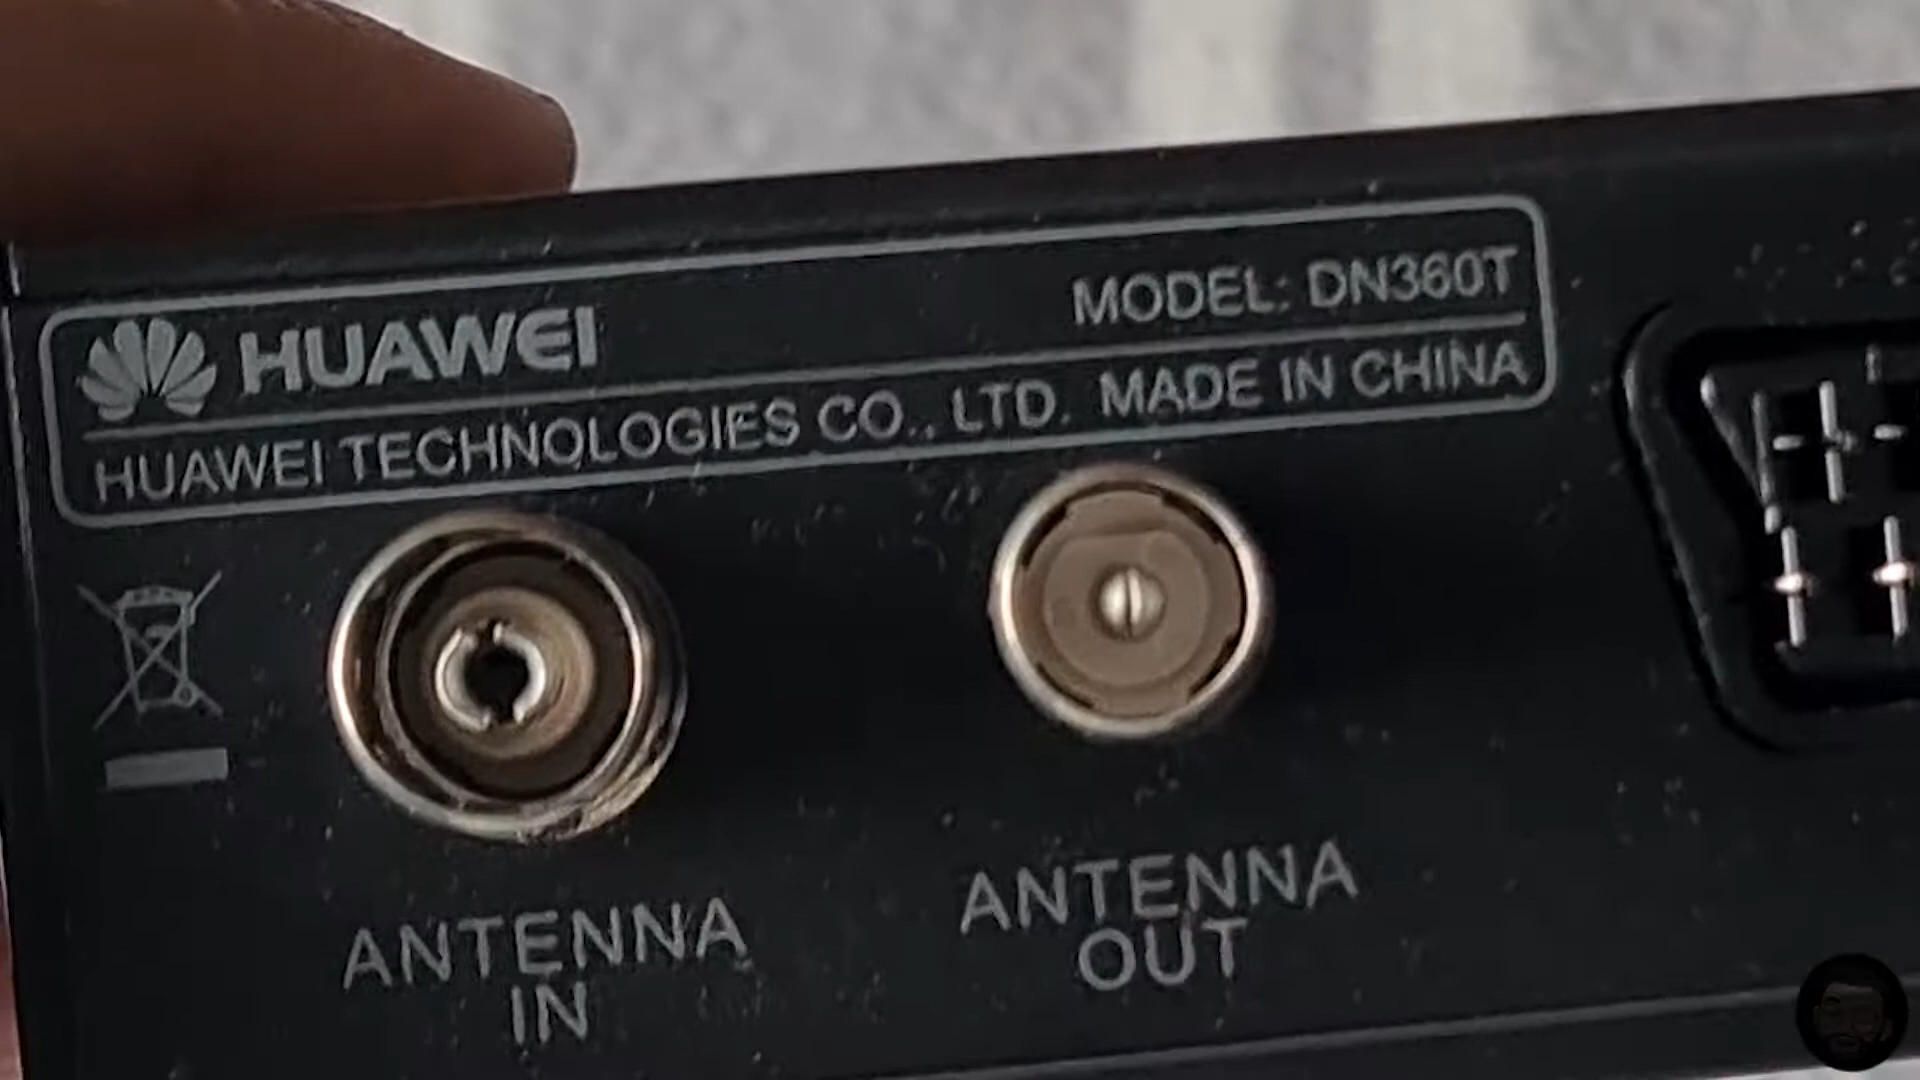 HUAWEI
MODEL: DN360T
HUAWEI TECHNOLOGIES CO., LTD. MADE IN CHINA
ANTENNA
IN
ANTENNA
OUT